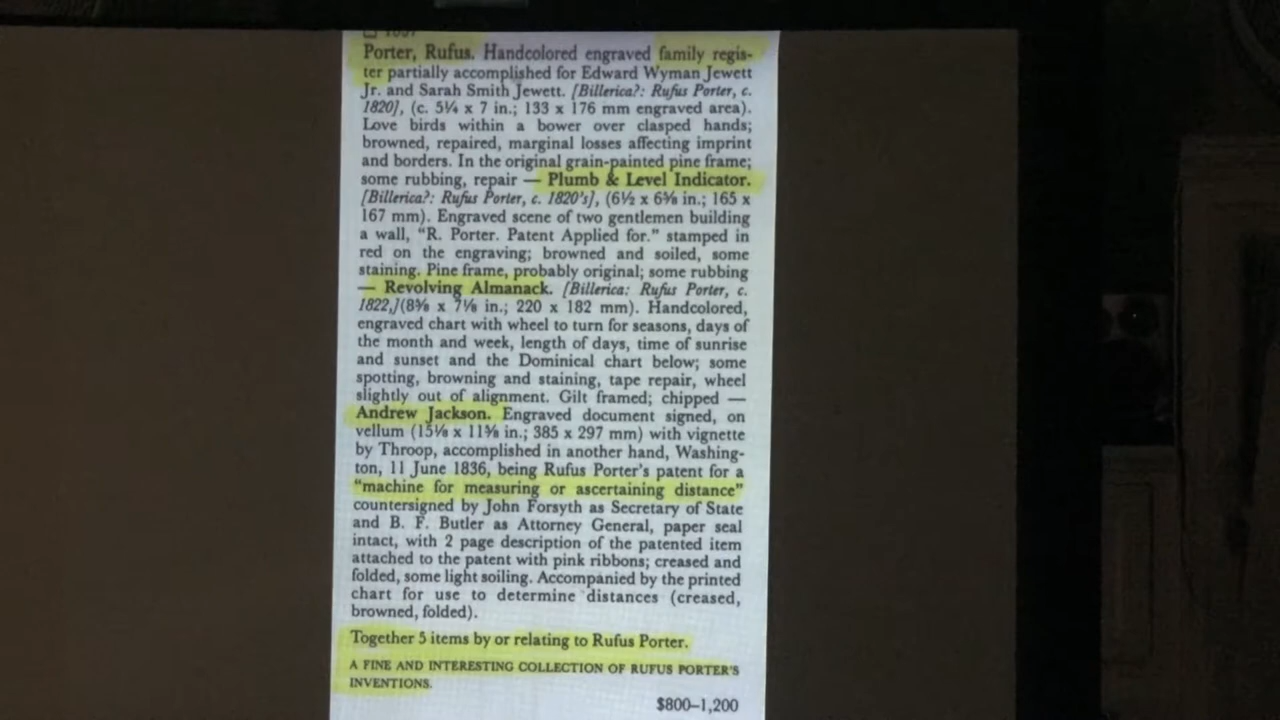 Porter, Rufus. Handcolored engraved family regis-
ter partially accomplished for Edward Wyman Jewett
Jr. and Sarah Smith Jewett. [Billerica?: Rufus Porter, c.
1820], (c. 5¼ x 7 in.; 133 x 176 mm engraved area).
Love birds within a bower over clasped hands;
browned, repaired, marginal losses affecting imprint
and borders. In the original grain-painted pine frame;
some rubbing, repair — Plumb & Level Indicator.
[Billerica?: Rufus Porter, c. 1820's], (6½ x 6⅝ in.; 165 x
167 mm). Engraved scene of two gentlemen building
a wall, “R. Porter. Patent Applied for.” stamped in
red on the engraving; browned and soiled, some
staining. Pine frame, probably original; some rubbing
— Revolving Almanack. [Billerica: Rufus Porter, c.
1822,](8⅝ x 7⅛ in.; 220 x 182 mm). Handcolored,
engraved chart with wheel to turn for seasons, days of
the month and week, length of days, time of sunrise
and sunset and the Dominical chart below; some
spotting, browning and staining, tape repair, wheel
slightly out of alignment. Gilt framed; chipped —
Andrew Jackson. Engraved document signed, on
vellum (15⅛ x 11⅝ in.; 385 x 297 mm) with vignette
by Throop, accomplished in another hand, Washing-
ton, 11 June 1836, being Rufus Porter's patent for a
“machine for measuring or ascertaining distance”
countersigned by John Forsyth as Secretary of State
and B. F. Butler as Attorney General, paper seal
intact, with 2 page description of the patented item
attached to the patent with pink ribbons; creased and
folded, some light soiling. Accompanied by the printed
chart for use to determine distances (creased,
browned, folded).
Together 5 items by or relating to Rufus Porter.
A FINE AND INTERESTING COLLECTION OF RUFUS PORTER'S
INVENTIONS.
$800–1,200